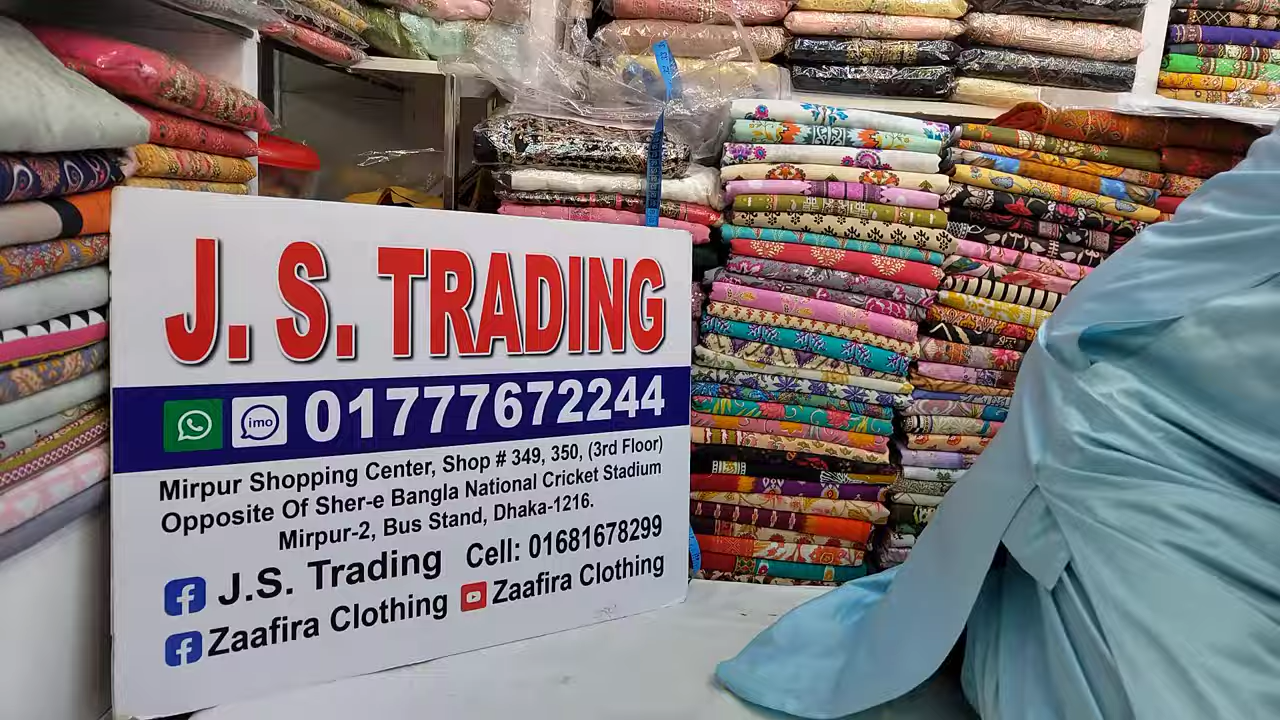 J. S. TRADING
imo 01777672244
Mirpur Shopping Center, Shop # 349, 350, (3rd Floor)
Opposite Of Sher-e Bangla National Cricket Stadium
Mirpur-2, Bus Stand, Dhaka-1216.
J.S. Trading Cell: 01681678299
Zaafira Clothing Zaafira Clothing